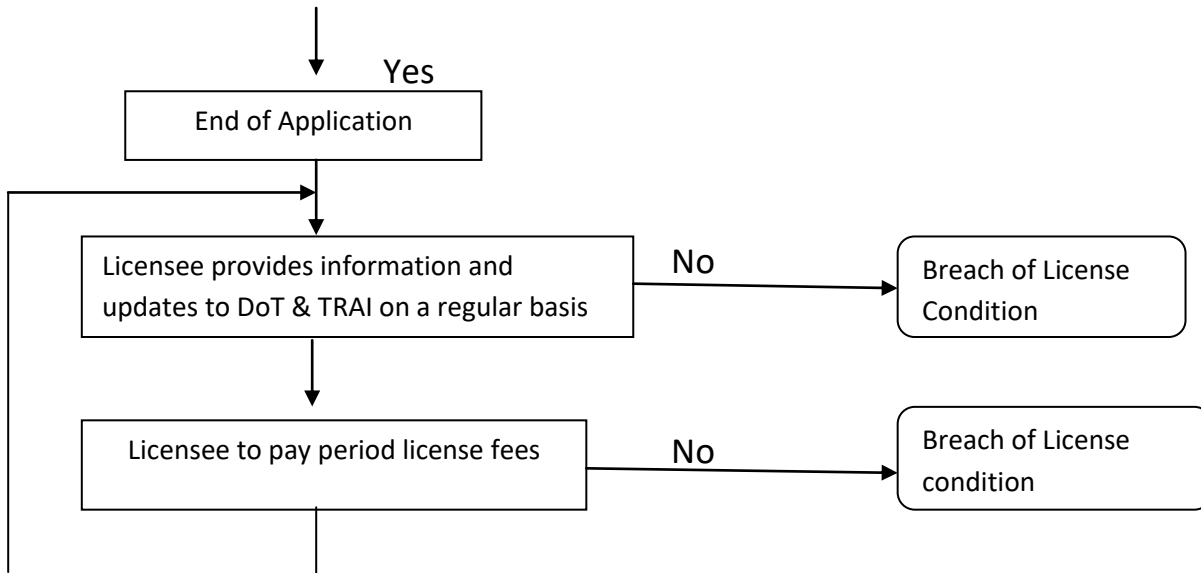 Yes
End of Application
Licensee provides information and
updates to DoT & TRAI on a regular basis
No
Breach of License
Condition
Licensee to pay period license fees
No
Breach of License
condition